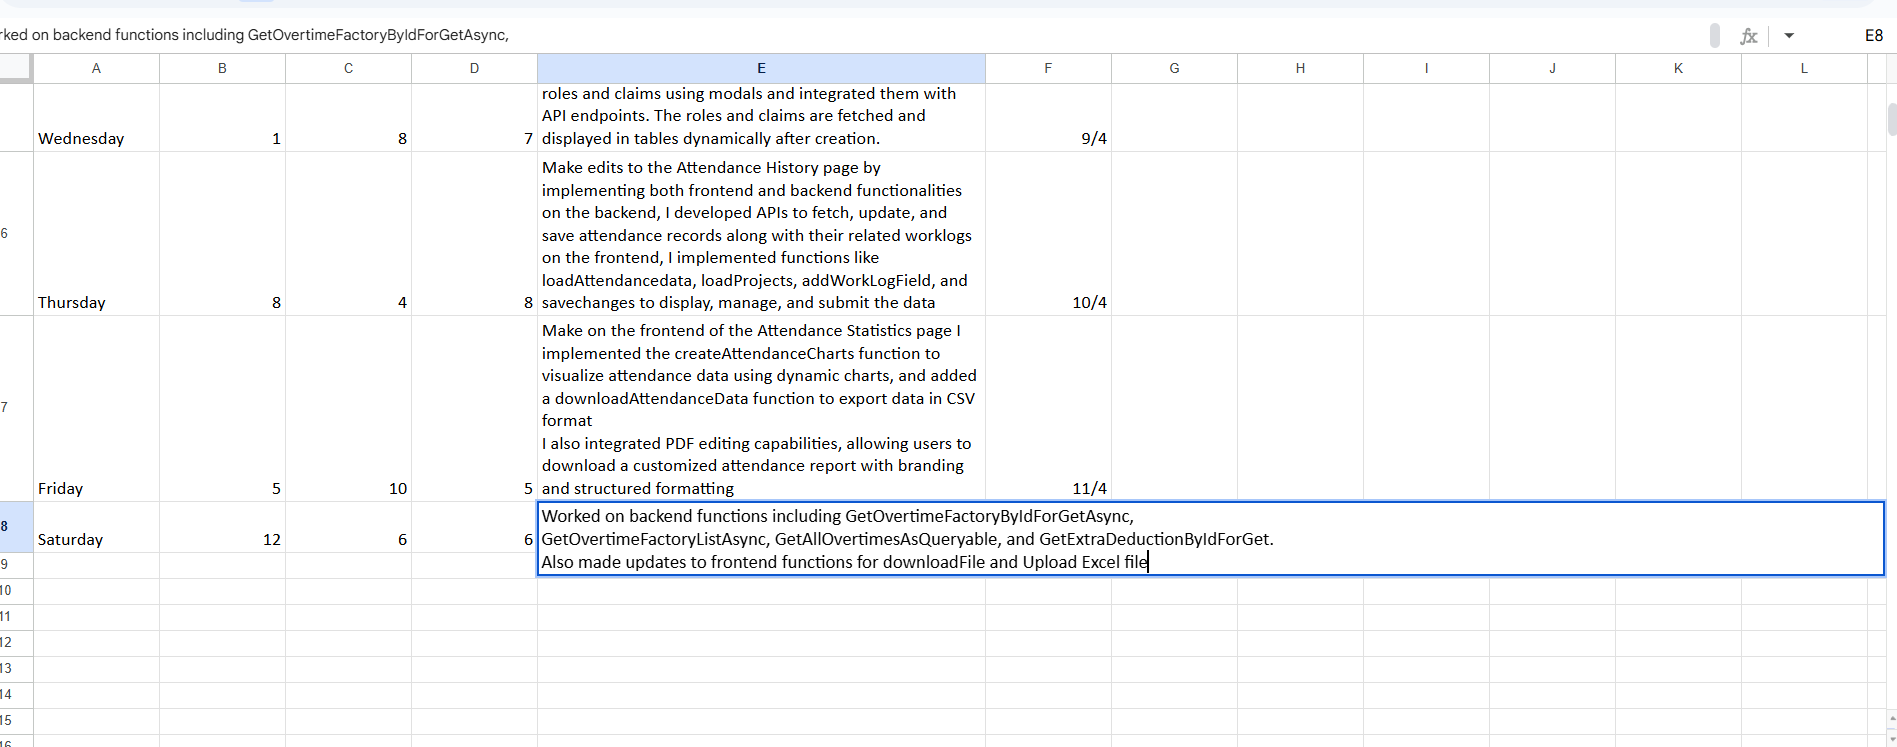 rked on backend functions including GetOvertimeFactoryByIdForGetAsync,
fx
E8
A B C D E F G H I J K L
roles and claims using modals and integrated them with
API endpoints. The roles and claims are fetched and
Wednesday 1 8 7 displayed in tables dynamically after creation. 9/4
Make edits to the Attendance History page by
implementing both frontend and backend functionalities
on the backend, I developed APIs to fetch, update, and
6 save attendance records along with their related worklogs
on the frontend, I implemented functions like
loadAttendancedata, loadProjects, addWorkLogField, and
Thursday 8 4 8 savechanges to display, manage, and submit the data 10/4
Make on the frontend of the Attendance Statistics page I
implemented the createAttendanceCharts function to
visualize attendance data using dynamic charts, and added
7 a downloadAttendanceData function to export data in CSV
format
I also integrated PDF editing capabilities, allowing users to
download a customized attendance report with branding
Friday 5 10 5 and structured formatting 11/4
8 Worked on backend functions including GetOvertimeFactoryByIdForGetAsync,
Saturday 12 6 6 GetOvertimeFactoryListAsync, GetAllOvertimesAsQueryable, and GetExtraDeductionByIdForGet.
9 Also made updates to frontend functions for downloadFile and Upload Excel file
10
11
12
13
14
15
16